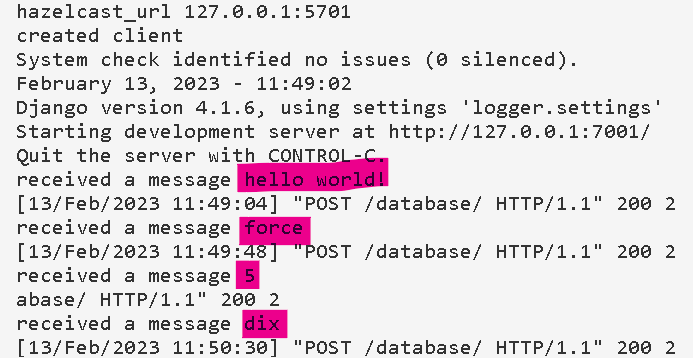 hazelcast_url 127.0.0.1:5701
created client
System check identified no issues (0 silenced).
February 13, 2023 - 11:49:02
Django version 4.1.6, using settings 'logger.settings'
Starting development server at http://127.0.0.1:7001/
Quit the server with CONTROL-C.
received a message hello world!
[13/Feb/2023 11:49:04] "POST /database/ HTTP/1.1" 200 2
received a message force
[13/Feb/2023 11:49:48] "POST /database/ HTTP/1.1" 200 2
received a message 5
abase/ HTTP/1.1" 200 2
received a message dix
[13/Feb/2023 11:50:30] "POST /database/ HTTP/1.1" 200 2